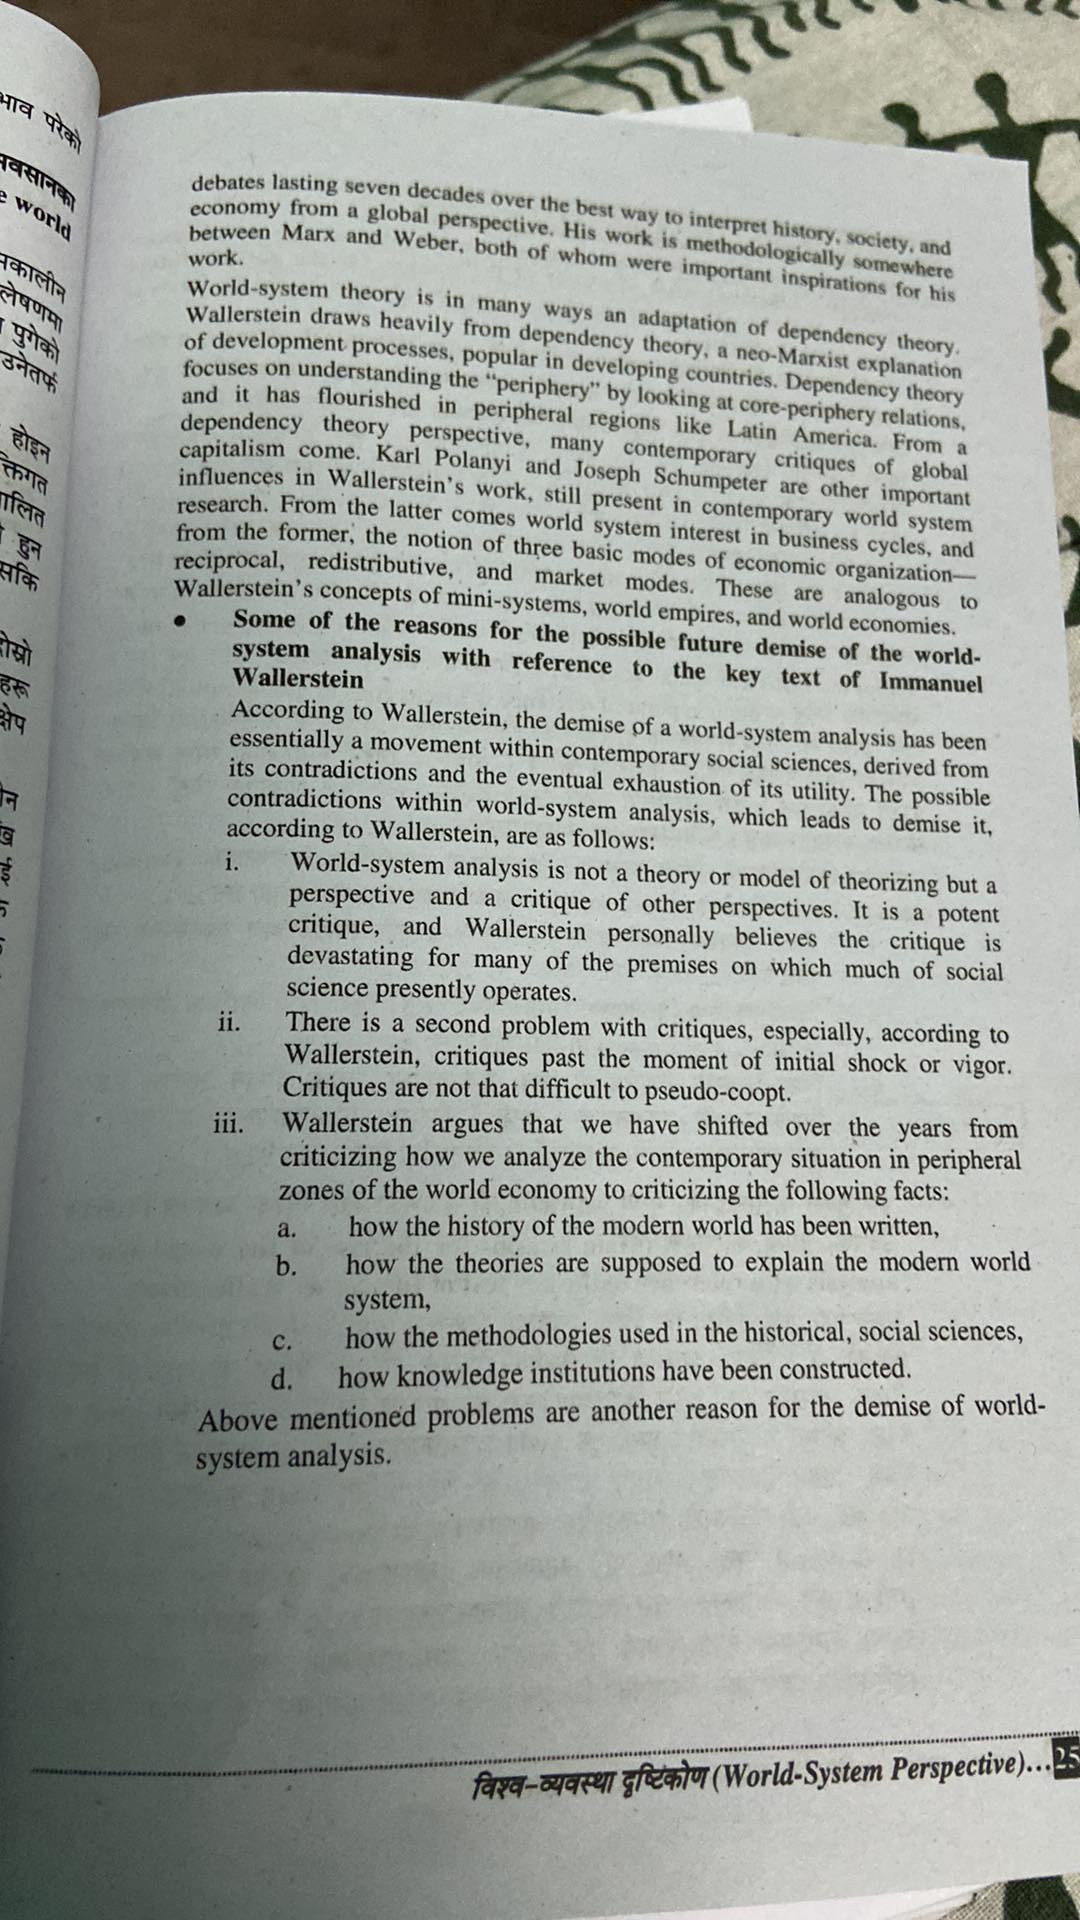 भाव परेको
अवसानका
e world
मकालीन
लेषणमा
पुगेको
उनेतर्फ
होइन
क्तिगत
ालित
हुन
सकि
दोस्रो
हरू
क्षेप
debates lasting seven decades over the best way to interpret history, society, and
economy from a global perspective. His work is methodologically somewhere
between Marx and Weber, both of whom were important inspirations for his
work.
World-system theory is in many ways an adaptation of dependency theory.
Wallerstein draws heavily from dependency theory, a neo-Marxist explanation
of development processes, popular in developing countries. Dependency theory
focuses on understanding the “periphery” by looking at core-periphery relations,
and it has flourished in peripheral regions like Latin America. From a
dependency theory perspective, many contemporary critiques of global
capitalism come. Karl Polanyi and Joseph Schumpeter are other important
influences in Wallerstein's work, still present in contemporary world system
research. From the latter comes world system interest in business cycles, and
from the former, the notion of three basic modes of economic organization—
reciprocal, redistributive, and market modes. These are analogous to
Wallerstein's concepts of mini-systems, world empires, and world economies.
• Some of the reasons for the possible future demise of the world-
system analysis with reference to the key text of Immanuel
Wallerstein
According to Wallerstein, the demise of a world-system analysis has been
essentially a movement within contemporary social sciences, derived from
its contradictions and the eventual exhaustion of its utility. The possible
contradictions within world-system analysis, which leads to demise it,
according to Wallerstein, are as follows:
i. World-system analysis is not a theory or model of theorizing but a
perspective and a critique of other perspectives. It is a potent
critique, and Wallerstein personally believes the critique is
devastating for many of the premises on which much of social
science presently operates.
ii. There is a second problem with critiques, especially, according to
Wallerstein, critiques past the moment of initial shock or vigor.
Critiques are not that difficult to pseudo-coopt.
iii. Wallerstein argues that we have shifted over the years from
criticizing how we analyze the contemporary situation in peripheral
zones of the world economy to criticizing the following facts:
a. how the history of the modern world has been written,
b. how the theories are supposed to explain the modern world
system,
c. how the methodologies used in the historical, social sciences,
d. how knowledge institutions have been constructed.
Above mentioned problems are another reason for the demise of world-
system analysis.
विश्व-व्यवस्था दृष्टिकोण (World-System Perspective)...25